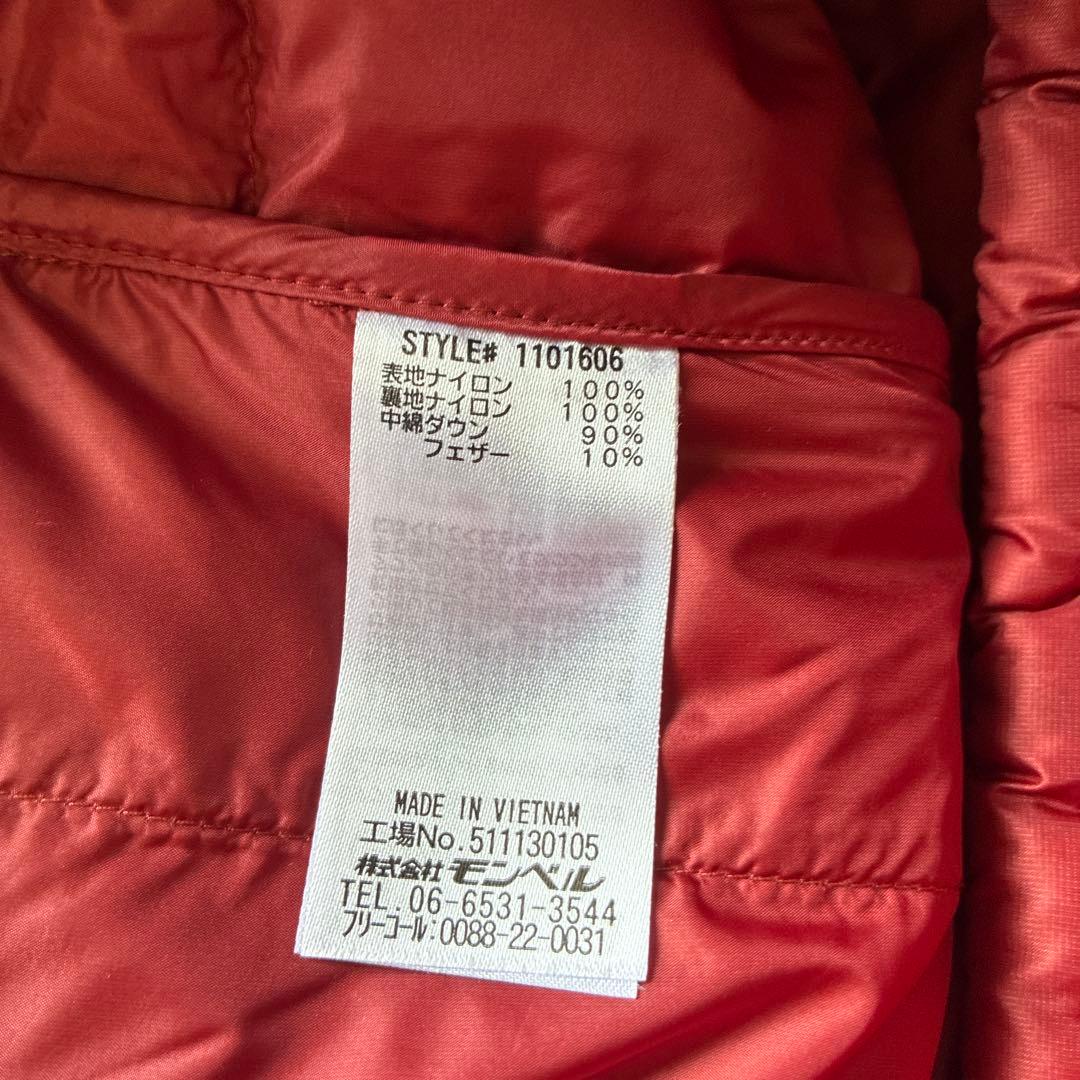 STYLE# 1101606
表地ナイロン 100%
裏地ナイロン 100%
中綿ダウン 90%
フェザー 10%
MADE IN VIETNAM
工場No.511130105
株式会社 モンベル
TEL.06-6531-3544
フリーコール:0088-22-0031